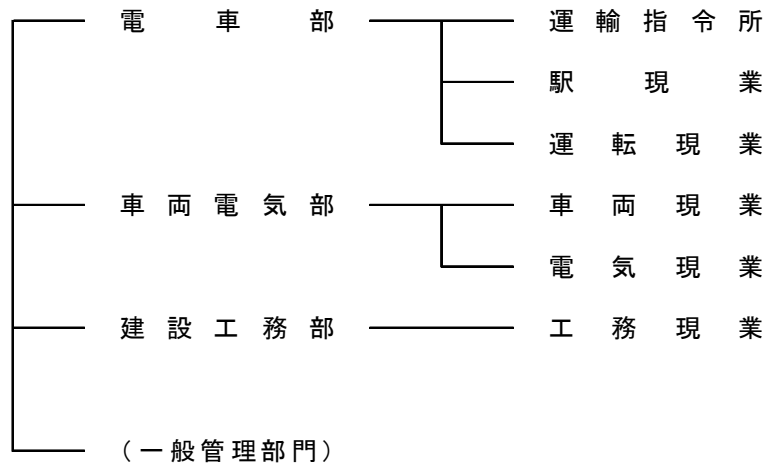 電車部 運輸指令所
駅現業
運転現業
車両電気部 車両現業
電気現業
建設工務部 工務現業
(一般管理部門)